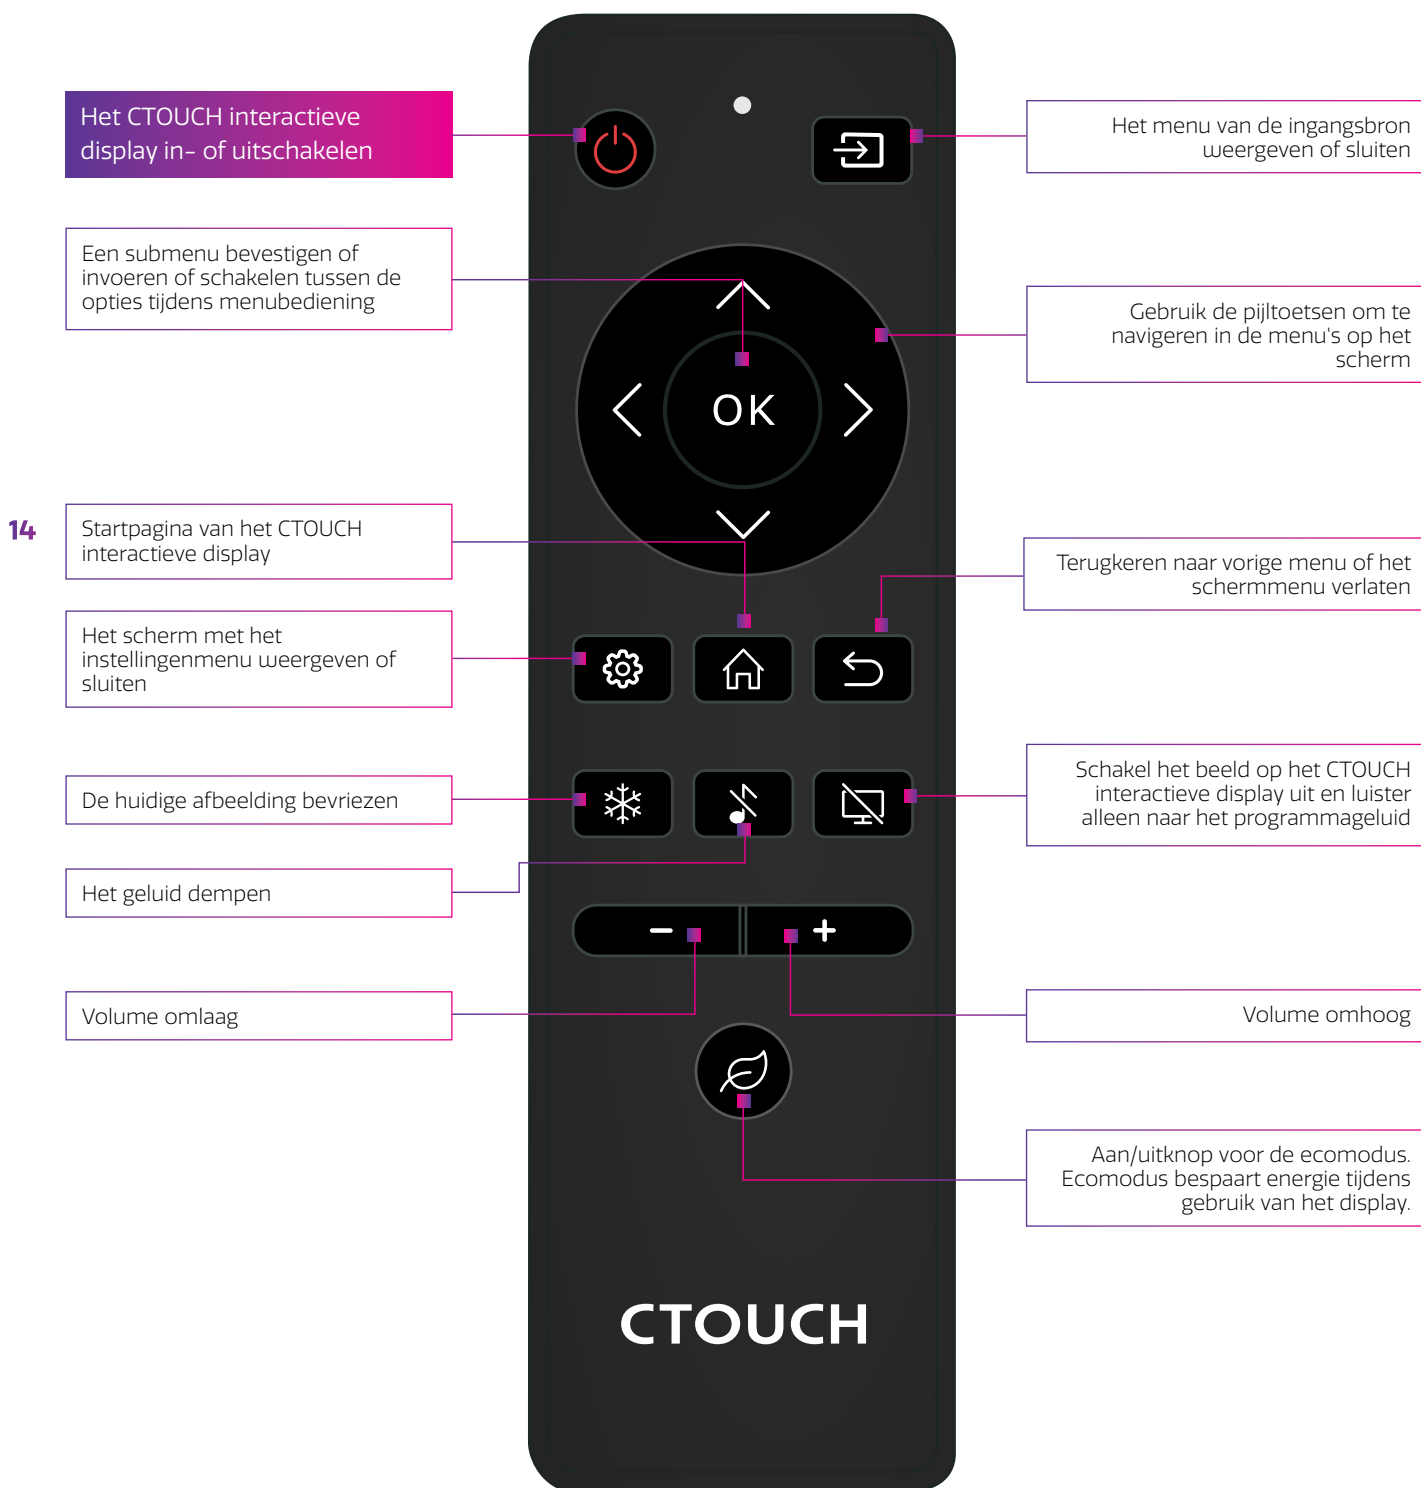 Het CTOUCH interactieve
display in- of uitschakelen
Het menu van de ingangsbron
weergeven of sluiten
Een submenu bevestigen of
invoeren of schakelen tussen de
opties tijdens menubediening
Gebruik de pijltoetsen om te
navigeren in de menu's op het
scherm
OK
14
Startpagina van het CTOUCH
interactieve display
Terugkeren naar vorige menu of het
schermmenu verlaten
Het scherm met het
instellingenmenu weergeven of
sluiten
De huidige afbeelding bevriezen
Schakel het beeld op het CTOUCH
interactieve display uit en luister
alleen naar het programmageluid
Het geluid dempen
- +
Volume omlaag
Volume omhoog
Aan/uitknop voor de ecomodus.
Ecomodus bespaart energie tijdens
gebruik van het display.
CTOUCH